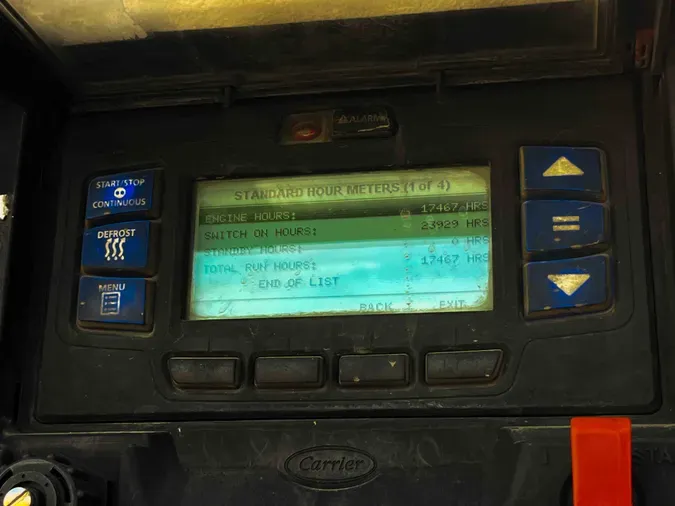 ALARM
START/STOP
CONTINUOUS
DEFROST
MENU
STANDARD HOUR METERS (1 of 4)
ENGINE HOURS: 17467 HRS
SWITCH ON HOURS: 23929 HRS
STANDBY HOURS: 0 HRS
TOTAL RUN HOURS: 17467 HRS
END OF LIST
BACK EXIT
=
Carrier
I STA